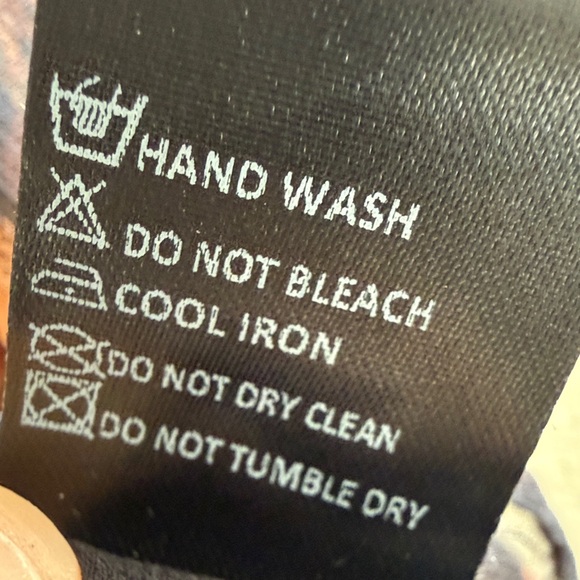 HAND WASH
DO NOT BLEACH
COOL IRON
DO NOT DRY CLEAN
DO NOT TUMBLE DRY